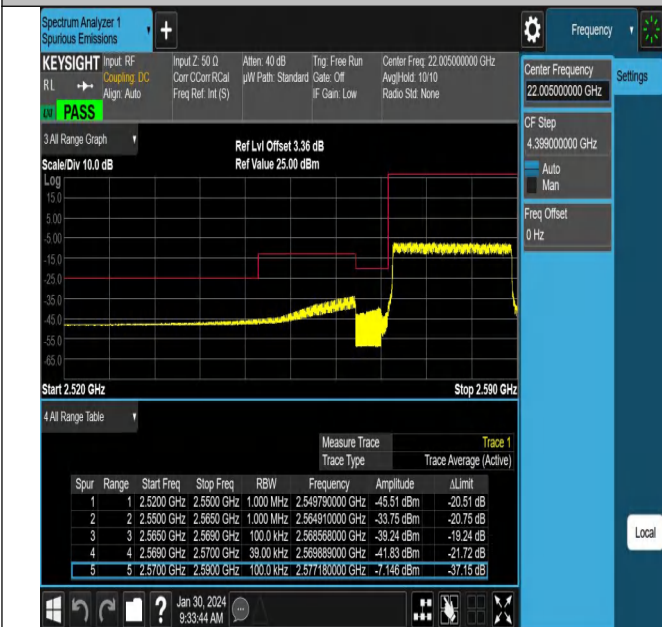 Spectrum Analyzer 1
Spurious Emissions
+
Frequency
KEYSIGHT
RL
Input: RF
Coupling: DC
Align: Auto
Input Z: 50 Ω
Corr CCorr RCal
Freq Ref: Int (S)
Atten: 40 dB
µW Path: Standard
Trig: Free Run
Gate: Off
IF Gain: Low
Center Freq: 22.005000000 GHz
Avg|Hold: 10/10
Radio Std: None
PASS
Center Frequency
22.005000000 GHz
Settings
CF Step
4.399000000 GHz
Auto
Man
Freq Offset
0 Hz
3 All Range Graph
Scale/Div 10.0 dB
Ref Lvl Offset 3.36 dB
Ref Value 25.00 dBm
Log
15.0
5.00
-5.00
-15.0
-25.0
-35.0
-45.0
-55.0
-65.0
Start 2.520 GHz
Stop 2.590 GHz
4 All Range Table
Measure Trace Trace 1
Trace Type Trace Average (Active)
Spur Range Start Freq Stop Freq RBW Frequency Amplitude ΔLimit
1 1 2.5200 GHz 2.5500 GHz 1.000 MHz 2.549790000 GHz -45.51 dBm -20.51 dB
2 2 2.5500 GHz 2.5650 GHz 1.000 MHz 2.564910000 GHz -33.75 dBm -20.75 dB
3 3 2.5650 GHz 2.5690 GHz 100.0 kHz 2.568568000 GHz -39.24 dBm -19.24 dB
4 4 2.5690 GHz 2.5700 GHz 39.00 kHz 2.569889000 GHz -41.83 dBm -21.72 dB
5 5 2.5700 GHz 2.5900 GHz 100.0 kHz 2.577180000 GHz -7.146 dBm -37.15 dB
Local
?
Jan 30, 2024
9:33:44 AM